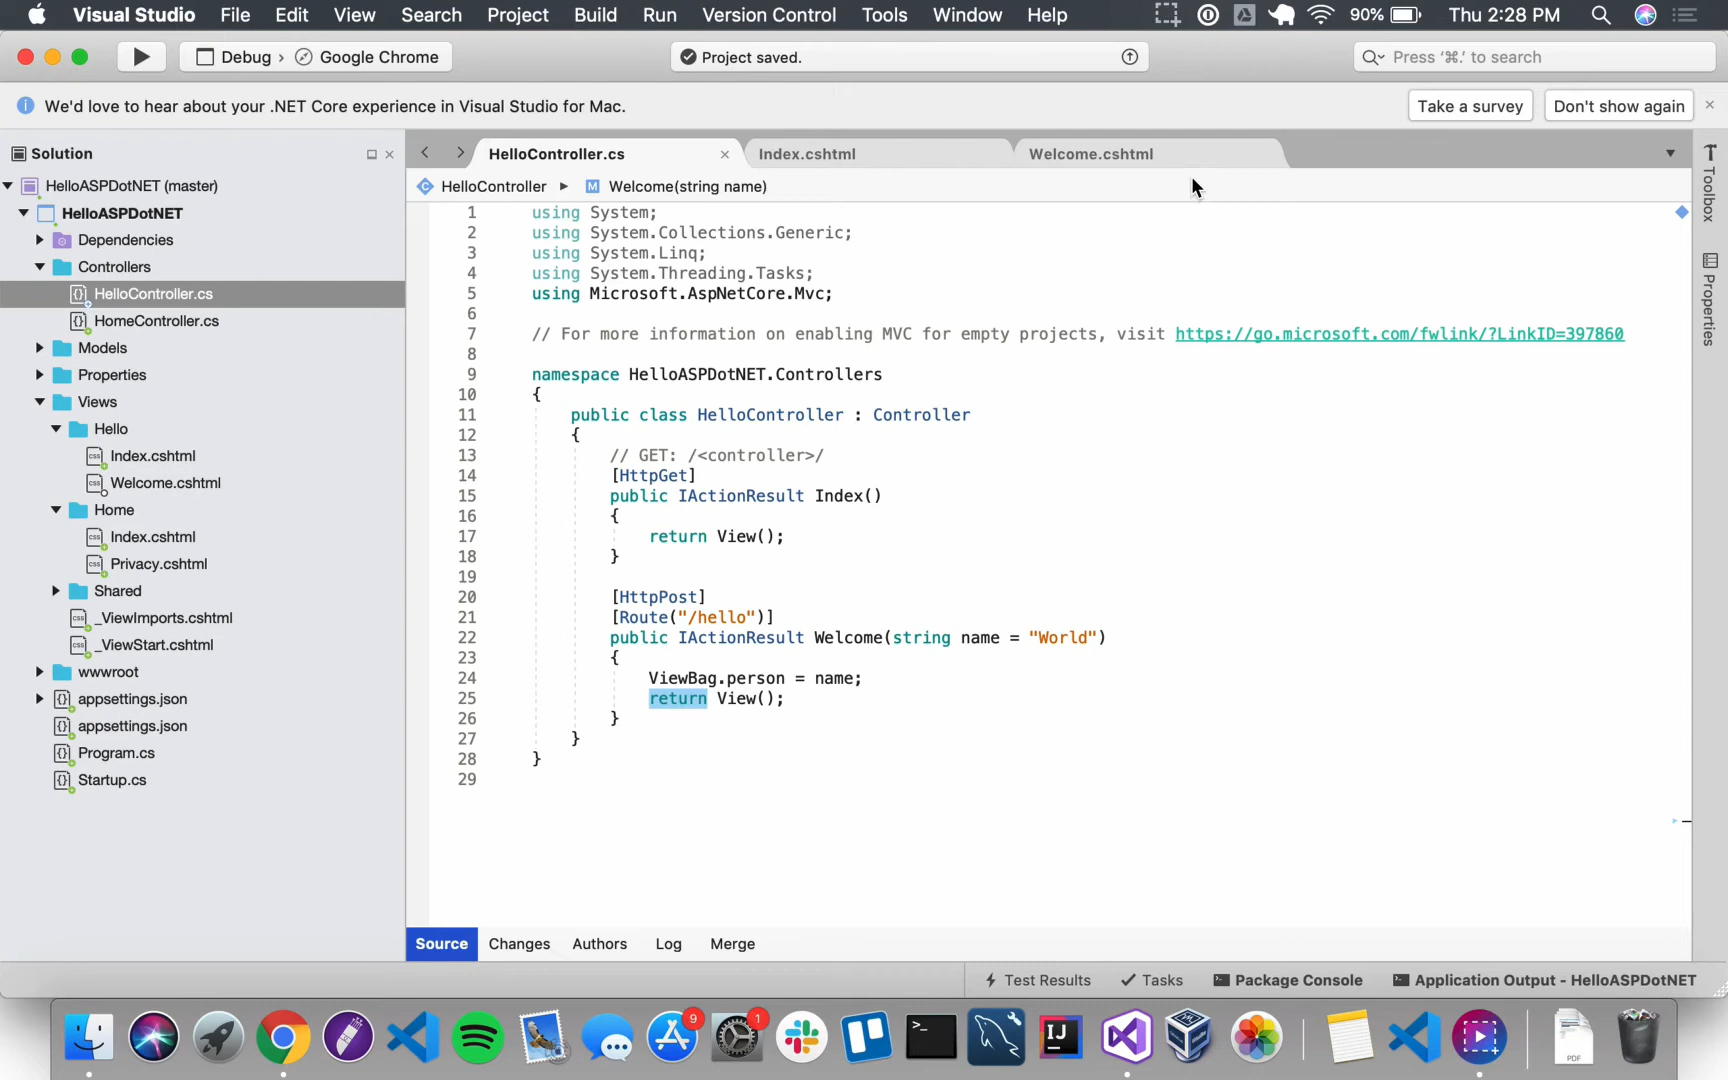 Visual Studio File Edit View Search Project Build Run Version Control Tools Window Help 90% Thu 2:28 PM
Debug › Google Chrome
Project saved.
Press ‘⌘.’ to search
We'd love to hear about your .NET Core experience in Visual Studio for Mac.
Take a survey
Don't show again
Solution
HelloASPDotNET (master)
HelloASPDotNET
Dependencies
Controllers
HelloController.cs
HomeController.cs
Models
Properties
Views
Hello
Index.cshtml
Welcome.cshtml
Home
Index.cshtml
Privacy.cshtml
Shared
_ViewImports.cshtml
_ViewStart.cshtml
wwwroot
appsettings.json
appsettings.json
Program.cs
Startup.cs
HelloController.cs
Index.cshtml
Welcome.cshtml
HelloController Welcome(string name)
1 using System;
2 using System.Collections.Generic;
3 using System.Linq;
4 using System.Threading.Tasks;
5 using Microsoft.AspNetCore.Mvc;
6
7 // For more information on enabling MVC for empty projects, visit https://go.microsoft.com/fwlink/?LinkID=397860
8
9 namespace HelloASPDotNET.Controllers
10 {
11 public class HelloController : Controller
12 {
13 // GET: /<controller>/
14 [HttpGet]
15 public IActionResult Index()
16 {
17 return View();
18 }
19
20 [HttpPost]
21 [Route("/hello")]
22 public IActionResult Welcome(string name = "World")
23 {
24 ViewBag.person = name;
25 return View();
26 }
27 }
28 }
29
Toolbox
Properties
Source Changes Authors Log Merge
Test Results Tasks Package Console Application Output - HelloASPDotNET
9
1
>_
IJ
PDF